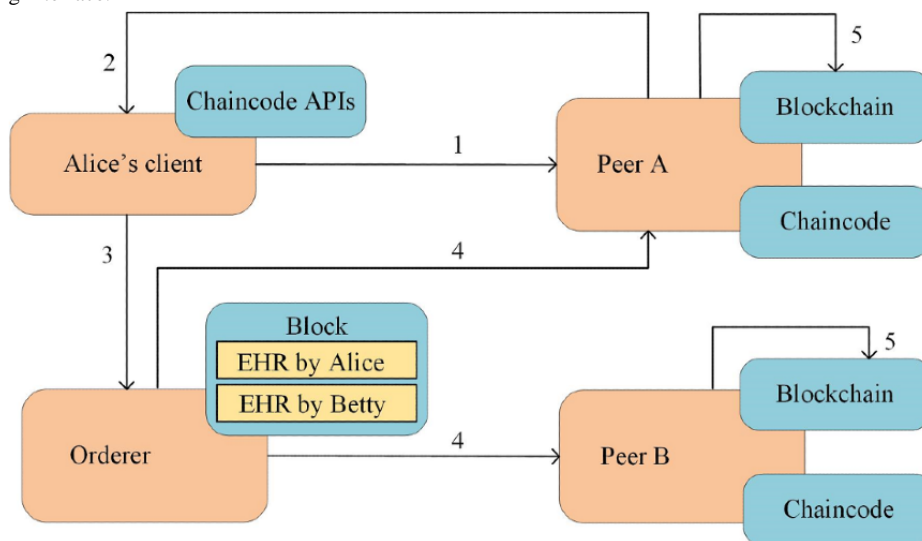 2
5
Chaincode APIs
Blockchain
1
Alice's client
Peer A
Chaincode
3
4
Block
EHR by Alice
5
EHR by Betty
Blockchain
4
Orderer
Peer B
Chaincode